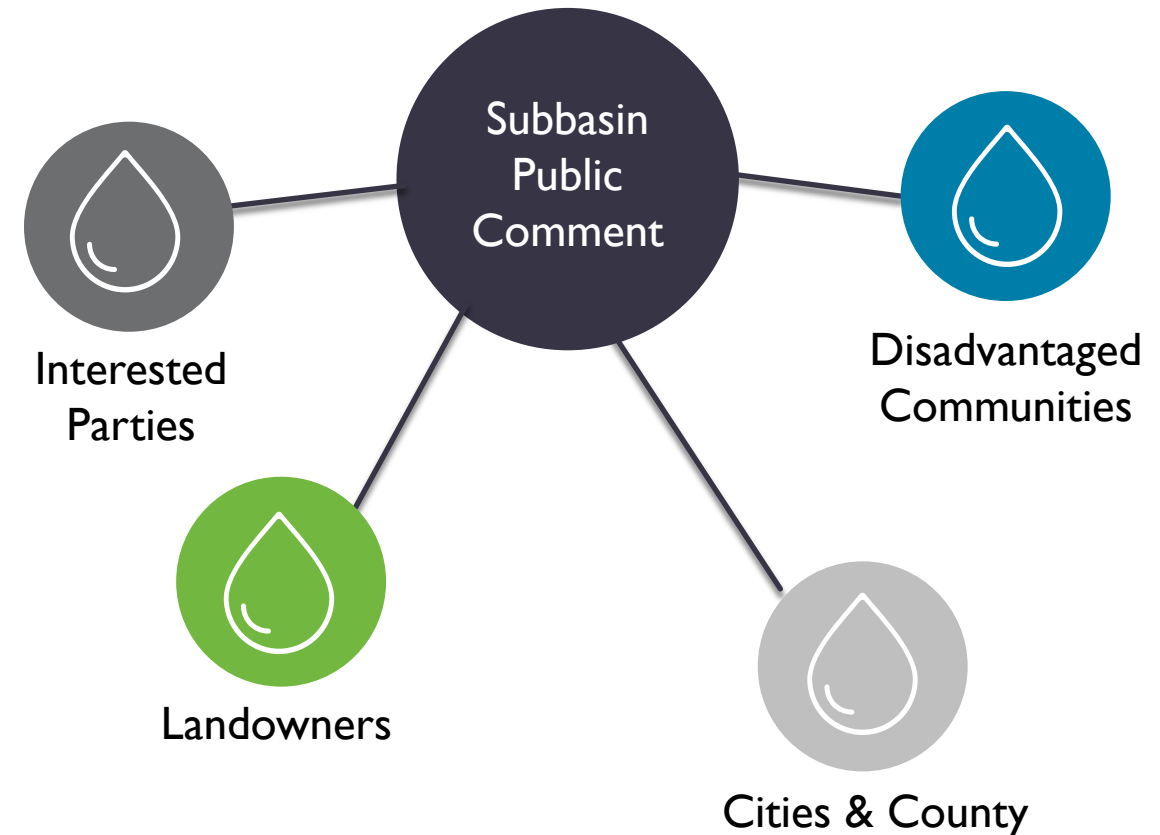 Subbasin
Public
Comment
Interested
Parties
Disadvantaged
Communities
Landowners
Cities & County